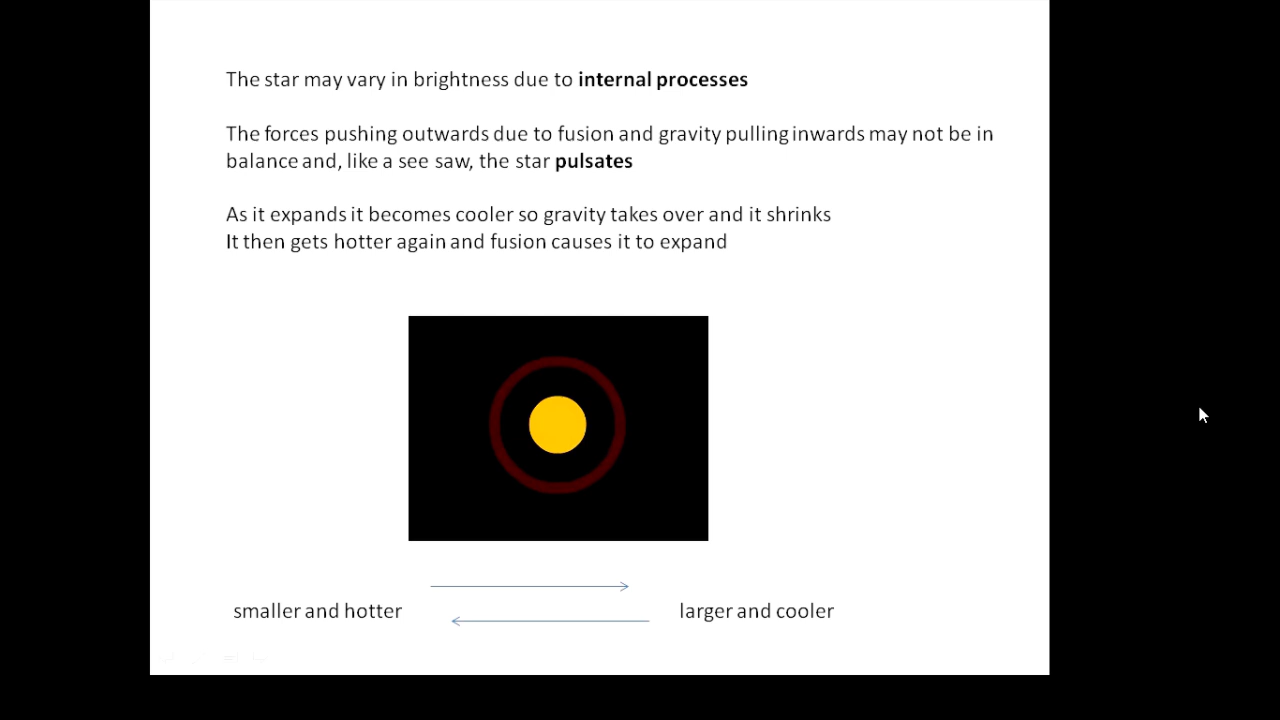 The star may vary in brightness due to internal processes
The forces pushing outwards due to fusion and gravity pulling inwards may not be in
balance and, like a see saw, the star pulsates
As it expands it becomes cooler so gravity takes over and it shrinks
It then gets hotter again and fusion causes it to expand
smaller and hotter
larger and cooler